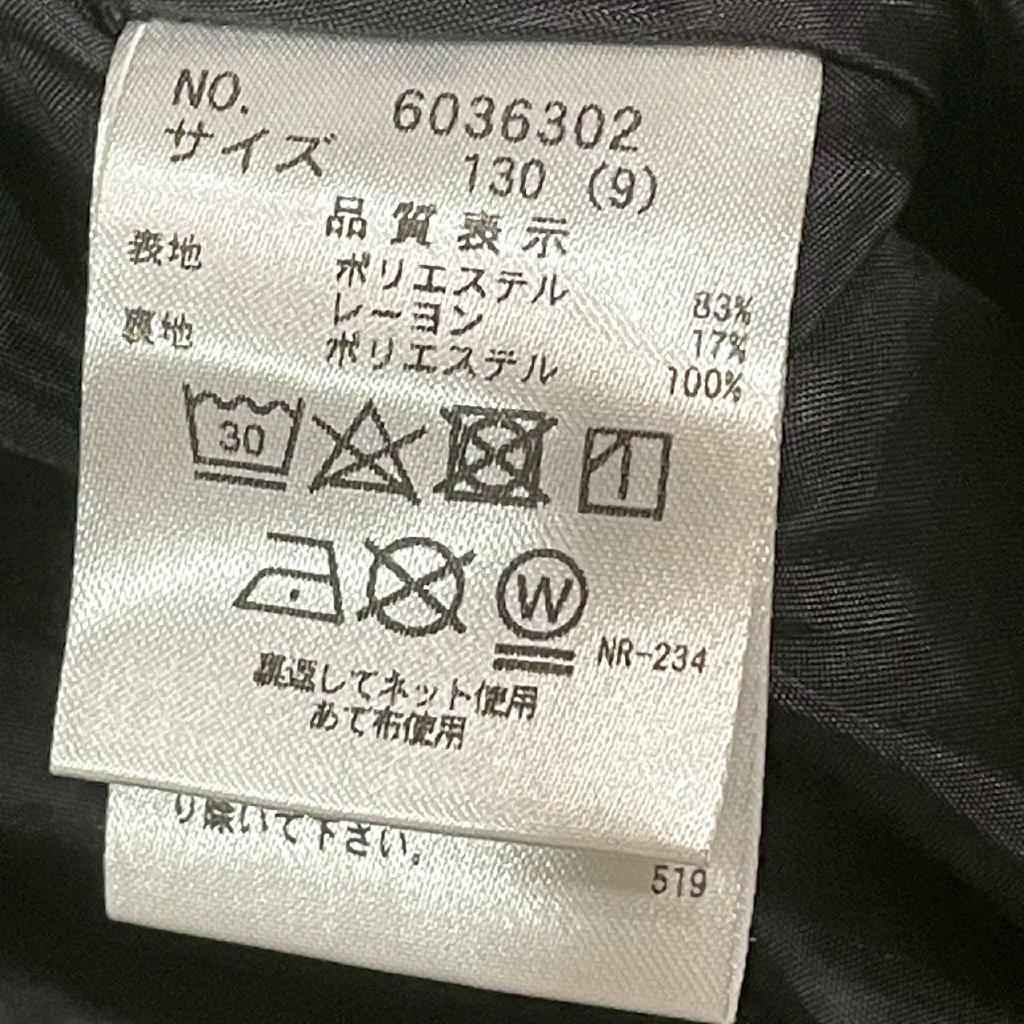 NO. 6036302
サイズ 130 (9)
品質表示
表地 ポリエステル 83%
レーヨン 17%
裏地 ポリエステル 100%
30
W
NR-234
裏返してネット使用
あて布使用
り除いて下さい。
519